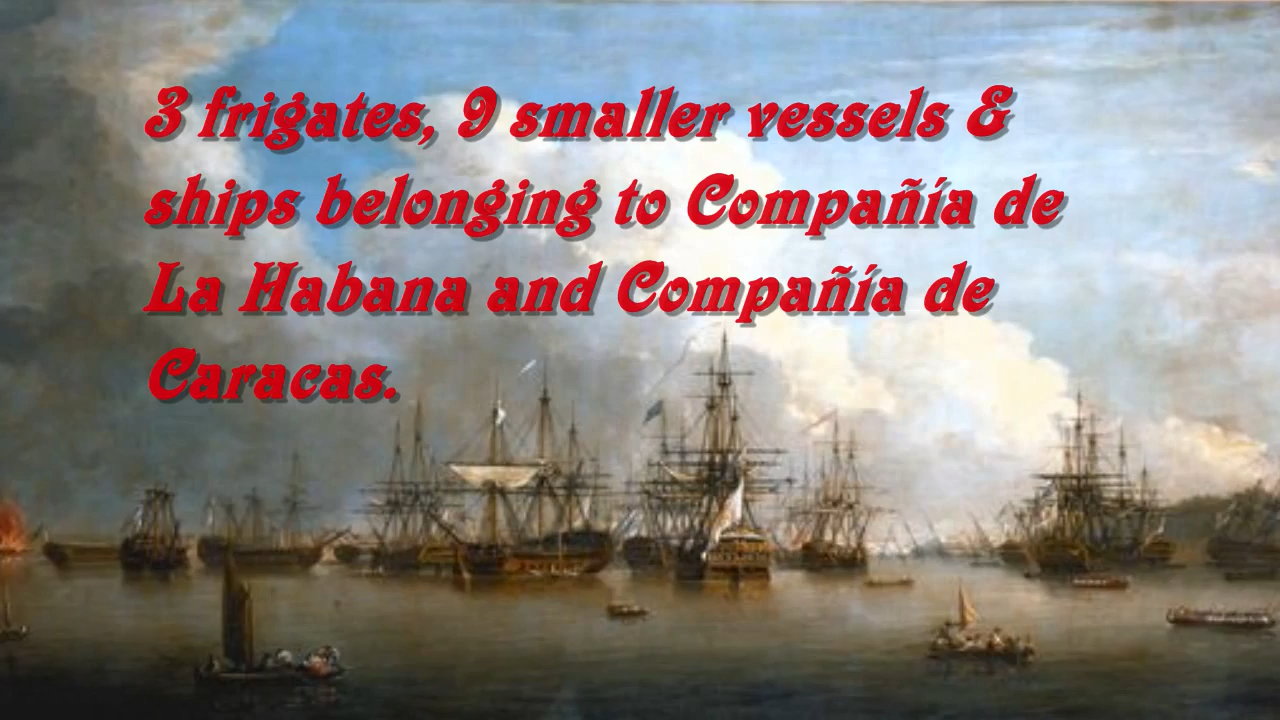 3 frigates, 9 smaller vessels &
ships belonging to Compañía de
La Habana and Compañía de
Caracas.